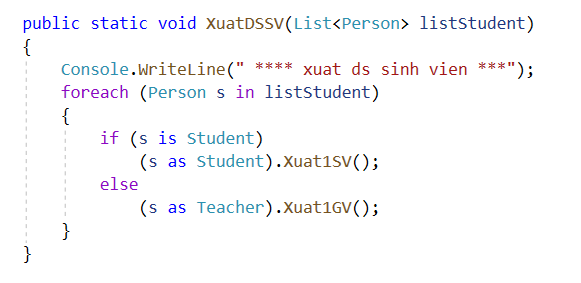 public static void XuatDSSV(List<Person> listStudent)
{
    Console.WriteLine(" **** xuat ds sinh vien ***");
    foreach (Person s in listStudent)
    {
        if (s is Student)
            (s as Student).Xuat1SV();
        else
            (s as Teacher).Xuat1GV();
    }
}